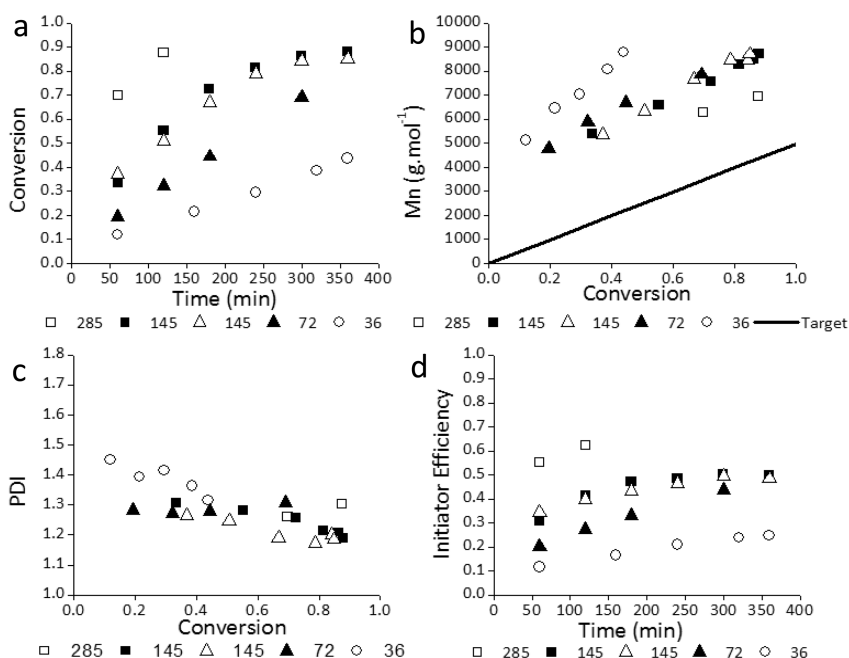 a
1.0
0.9
0.8
0.7
0.6
0.5
0.4
0.3
0.2
0.1
0.0
Conversion
0 50 100 150 200 250 300 350 400
Time (min)
□ 285 ■ 145 △ 145 ▲ 72 ○ 36
b
10000
9000
8000
7000
6000
5000
4000
3000
2000
1000
0
Mn (g.mol⁻¹)
0.0 0.2 0.4 0.6 0.8 1.0
Conversion
□ 285 ■ 145 △ 145 ▲ 72 ○ 36 Target
c
1.8
1.7
1.6
1.5
1.4
1.3
1.2
1.1
1.0
PDI
0.0 0.2 0.4 0.6 0.8 1.0
Conversion
□ 285 ■ 145 △ 145 ▲ 72 ○ 36
d
1.0
0.9
0.8
0.7
0.6
0.5
0.4
0.3
0.2
0.1
0.0
Initiator Efficiency
0 50 100 150 200 250 300 350 400
Time (min)
□ 285 ■ 145 △ 145 ▲ 72 ○ 36